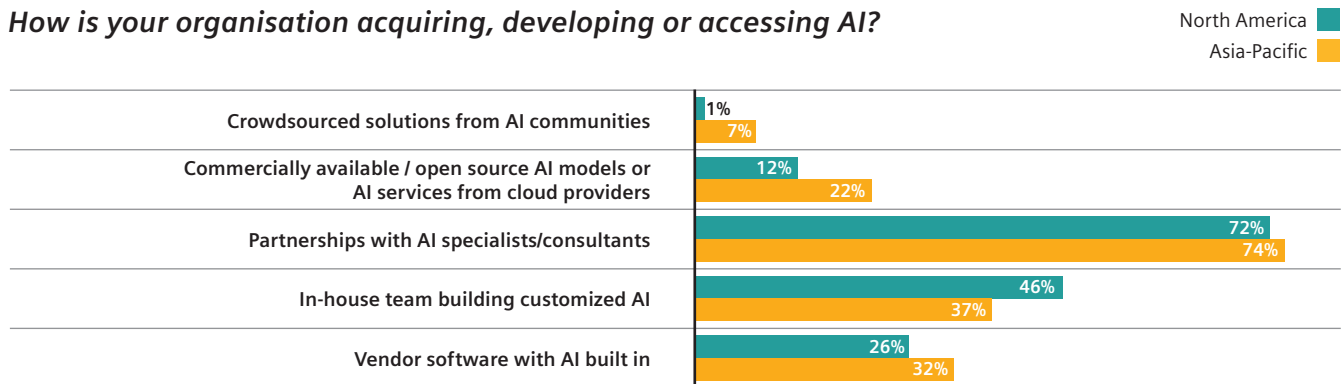 How is your organisation acquiring, developing or accessing AI?
North America
Asia-Pacific
Crowdsourced solutions from AI communities
1%
7%
Commercially available / open source AI models or
AI services from cloud providers
12%
22%
Partnerships with AI specialists/consultants
72%
74%
In-house team building customized AI
46%
37%
Vendor software with AI built in
26%
32%